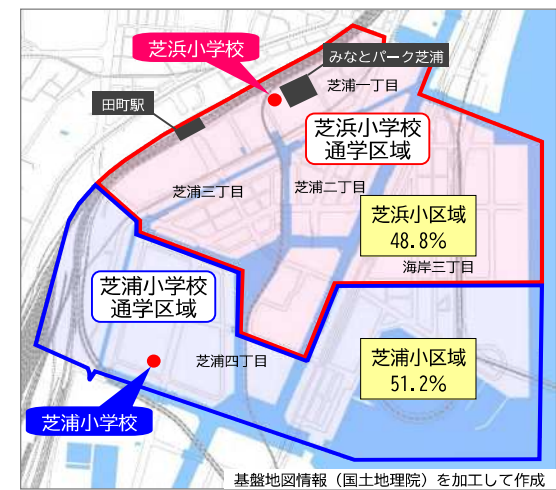 芝浜小学校
みなとパーク芝浦
芝浦一丁目
田町駅
芝浜小学校
通学区域
芝浦三丁目
芝浦二丁目
芝浜小区域
48.8%
海岸三丁目
芝浦小学校
通学区域
芝浦四丁目
芝浦小区域
51.2%
芝浦小学校
基盤地図情報（国土地理院）を加工して作成